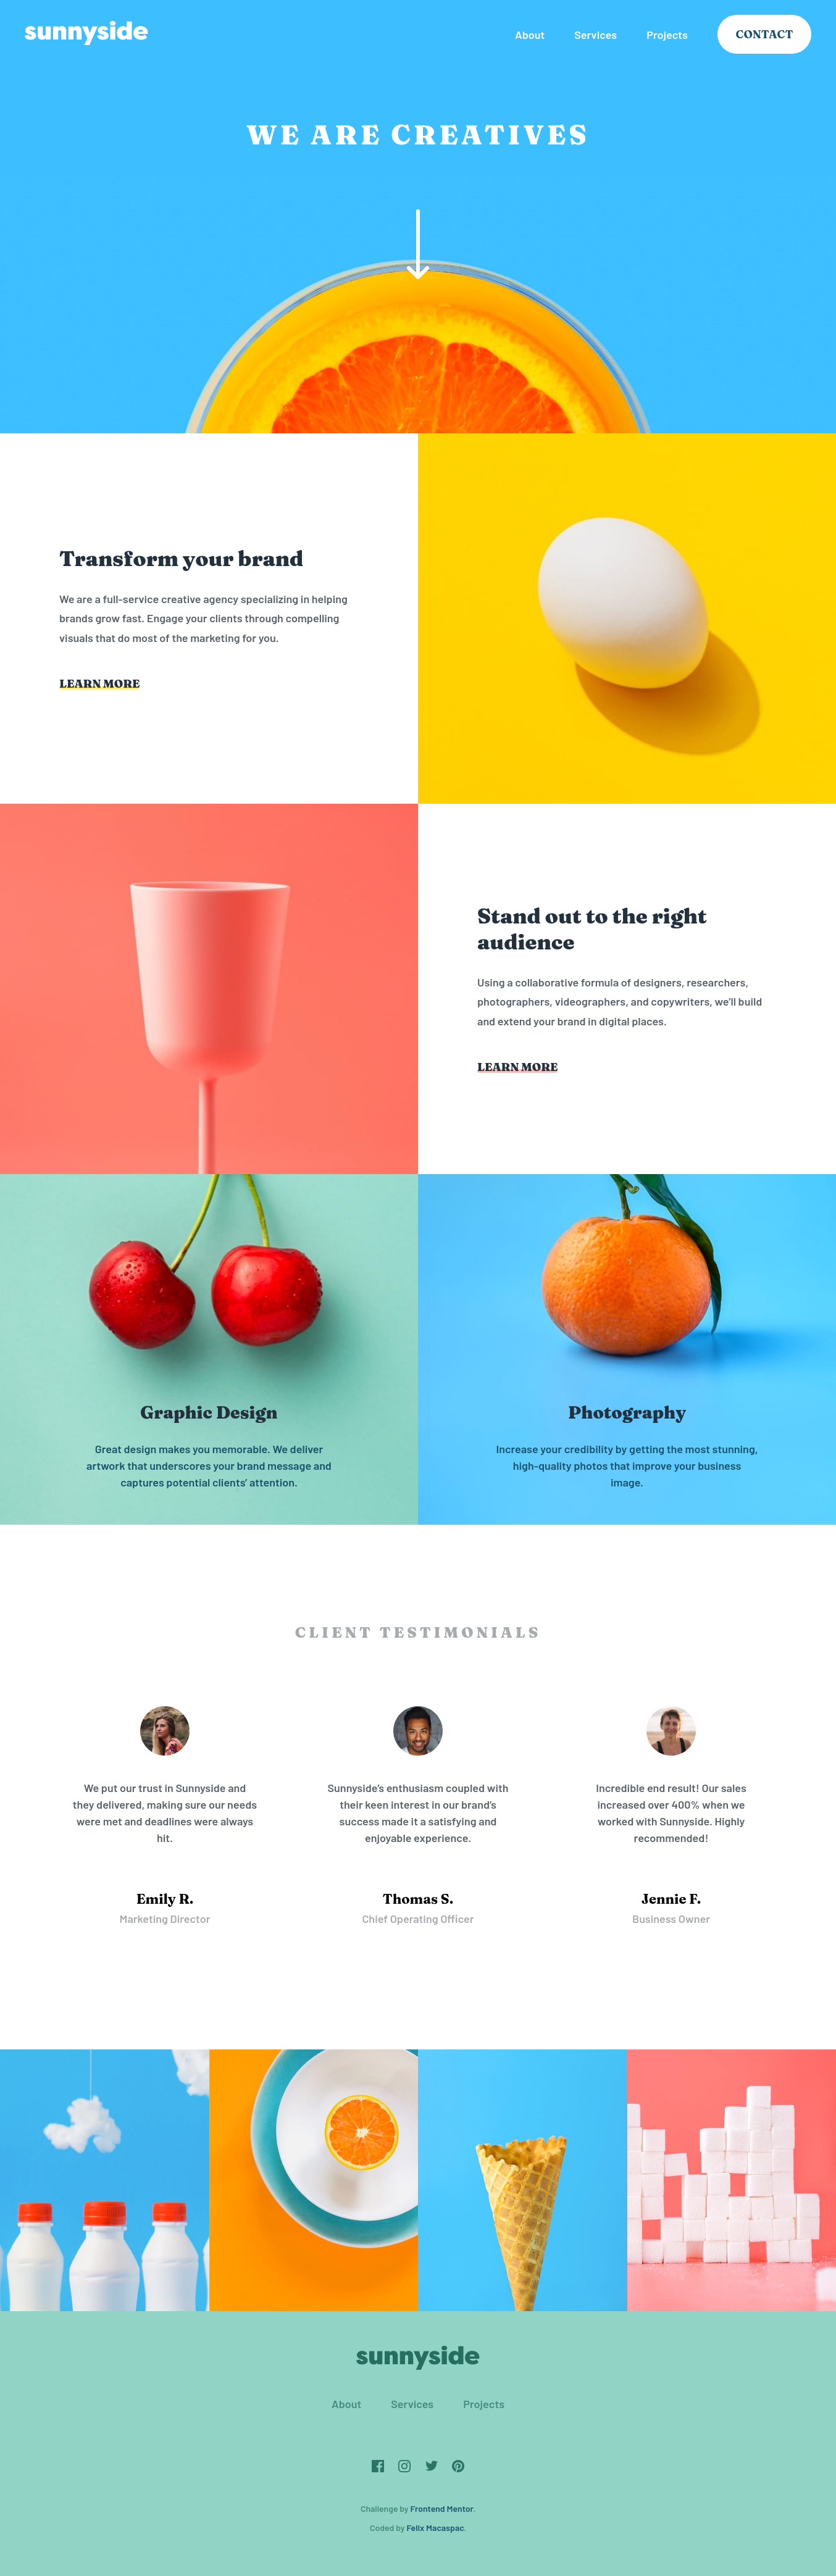 sunnyside
About Services Projects CONTACT
WE ARE CREATIVES
Transform your brand
We are a full-service creative agency specializing in helping
brands grow fast. Engage your clients through compelling
visuals that do most of the marketing for you.
LEARN MORE
Stand out to the right
audience
Using a collaborative formula of designers, researchers,
photographers, videographers, and copywriters, we'll build
and extend your brand in digital places.
LEARN MORE
Graphic Design
Great design makes you memorable. We deliver
artwork that underscores your brand message and
captures potential clients' attention.
Photography
Increase your credibility by getting the most stunning,
high-quality photos that improve your business
image.
CLIENT TESTIMONIALS
We put our trust in Sunnyside and
they delivered, making sure our needs
were met and deadlines were always
hit.
Emily R.
Marketing Director
Sunnyside's enthusiasm coupled with
their keen interest in our brand's
success made it a satisfying and
enjoyable experience.
Thomas S.
Chief Operating Officer
Incredible end result! Our sales
increased over 400% when we
worked with Sunnyside. Highly
recommended!
Jennie F.
Business Owner
sunnyside
About Services Projects
Challenge by Frontend Mentor.
Coded by Felix Macaspac.